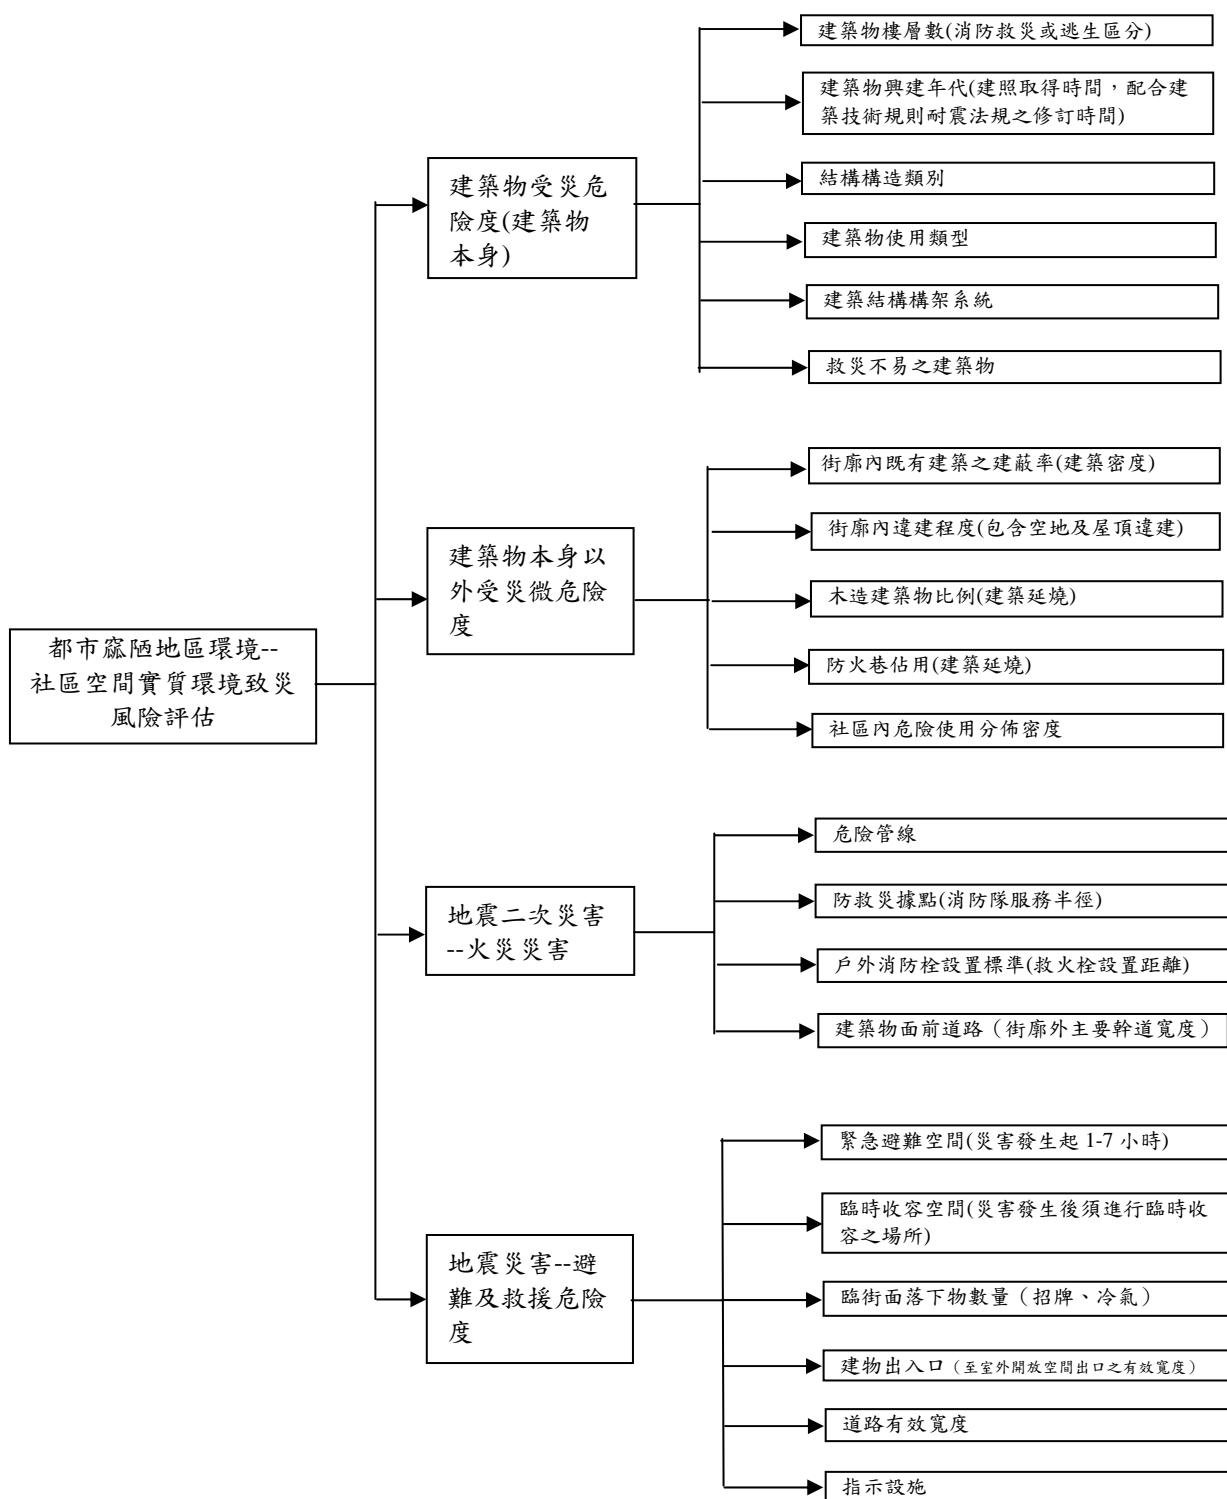 都市窳陋地區環境--
社區空間實質環境致災
風險評估
建築物受災危
險度(建築物
本身)
建築物樓層數(消防救災或逃生區分)
建築物興建年代(建照取得時間，配合建
築技術規則耐震法規之修訂時間)
結構構造類別
建築物使用類型
建築結構構架系統
救災不易之建築物
建築物本身以
外受災微危險
度
街廓內既有建築之建蔽率(建築密度)
街廓內違建程度(包含空地及屋頂違建)
木造建築物比例(建築延燒)
防火巷佔用(建築延燒)
社區內危險使用分佈密度
地震二次災害
--火災災害
危險管線
防救災據點(消防隊服務半徑)
戶外消防栓設置標準(救火栓設置距離)
建築物面前道路（街廓外主要幹道寬度）
地震災害--避
難及救援危險
度
緊急避難空間(災害發生起 1-7 小時)
臨時收容空間(災害發生後須進行臨時收
容之場所)
臨街面落下物數量（招牌、冷氣）
建物出入口（至室外開放空間出口之有效寬度）
道路有效寬度
指示設施